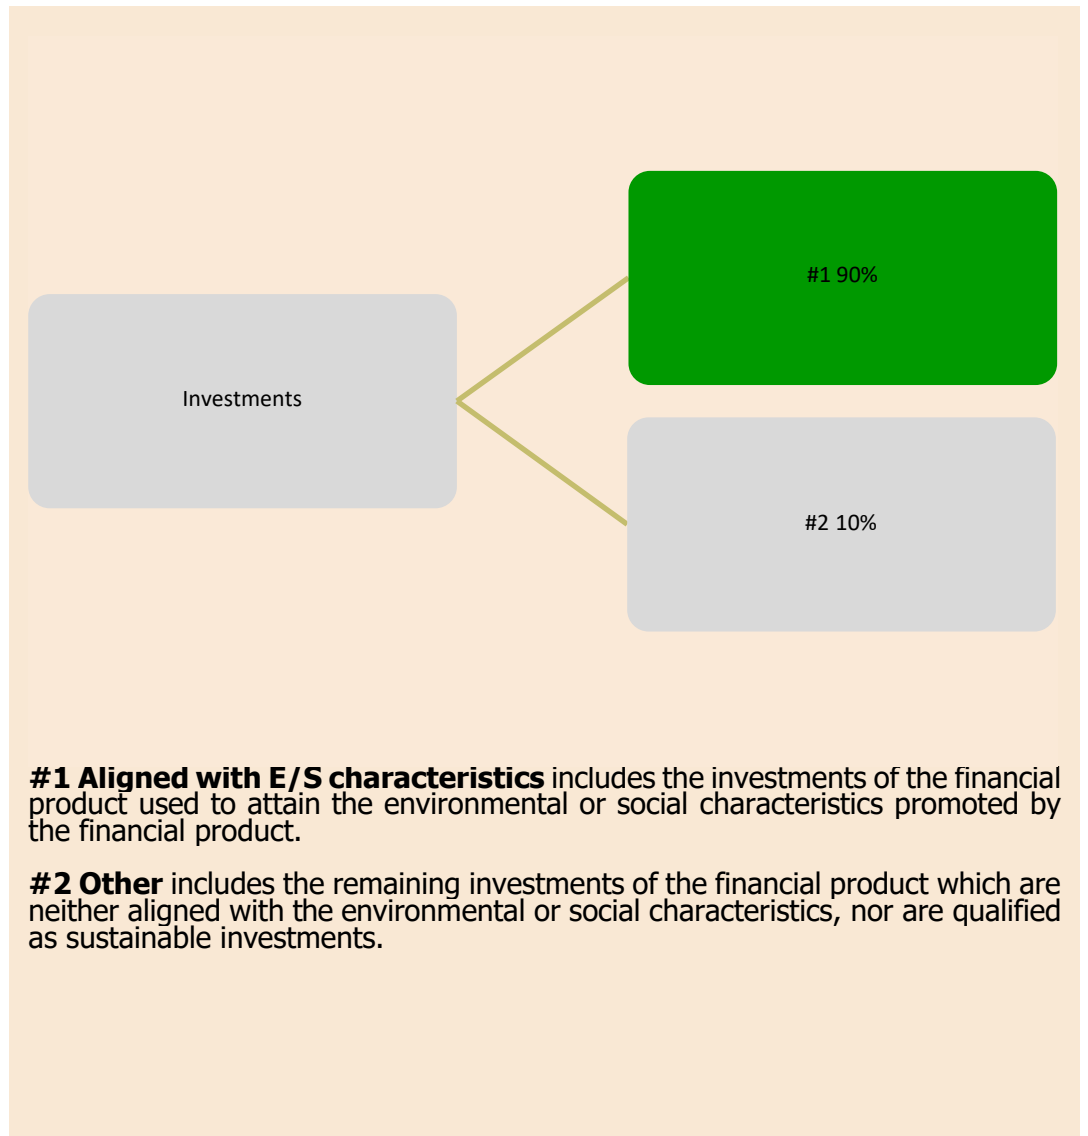 #1 90%
Investments
#2 10%
#1 Aligned with E/S characteristics includes the investments of the financial
product used to attain the environmental or social characteristics promoted by
the financial product.
#2 Other includes the remaining investments of the financial product which are
neither aligned with the environmental or social characteristics, nor are qualified
as sustainable investments.